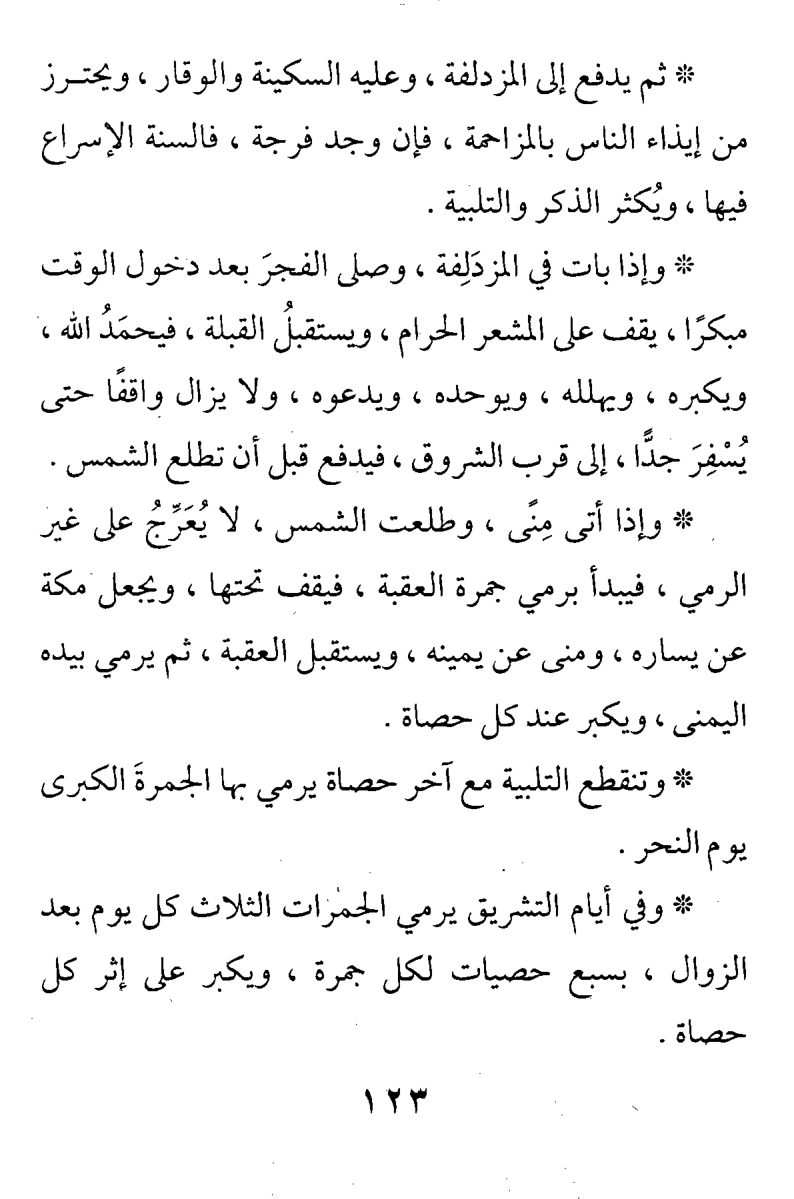 * ثم يدفع إلى المزدلفة ، وعليه السكينة والوقار ، ويحتـرز
من إيذاء الناس بالمزاحمة ، فإن وجد فرجة ، فالسنة الإسراع
فيها ، ويُكثر الذكر والتلبية .
* وإذا بات في المزدَلِفة ، وصلى الفجرَ بعد دخول الوقت
مبكرًا ، يقف على المشعر الحرام ، ويستقبلُ القبلة ، فيحمَدُ الله ،
ويكبره ، ويهلله ، ويوحده ، ويدعوه ، ولا يزال واقفًا حتى
يُسْفِرَ جدًّا ، إلى قرب الشروق ، فيدفع قبل أن تطلع الشمس .
* وإذا أتى مِنًى ، وطلعت الشمس ، لا يُعَرِّجُ على غير
الرمي ، فيبدأ برمي جمرة العقبة ، فيقف تحتها ، ويجعل مكة
عن يساره ، ومنى عن يمينه ، ويستقبل العقبة ، ثم يرمي بيده
اليمنى ، ويكبر عند كل حصاة .
* وتنقطع التلبية مع آخر حصاة يرمي بها الجمرةَ الكبرى
يوم النحر .
* وفي أيام التشريق يرمي الجمرات الثلاث كل يوم بعد
الزوال ، بسبع حصيات لكل جمرة ، ويكبر على إثر كل
حصاة .
١٢٣